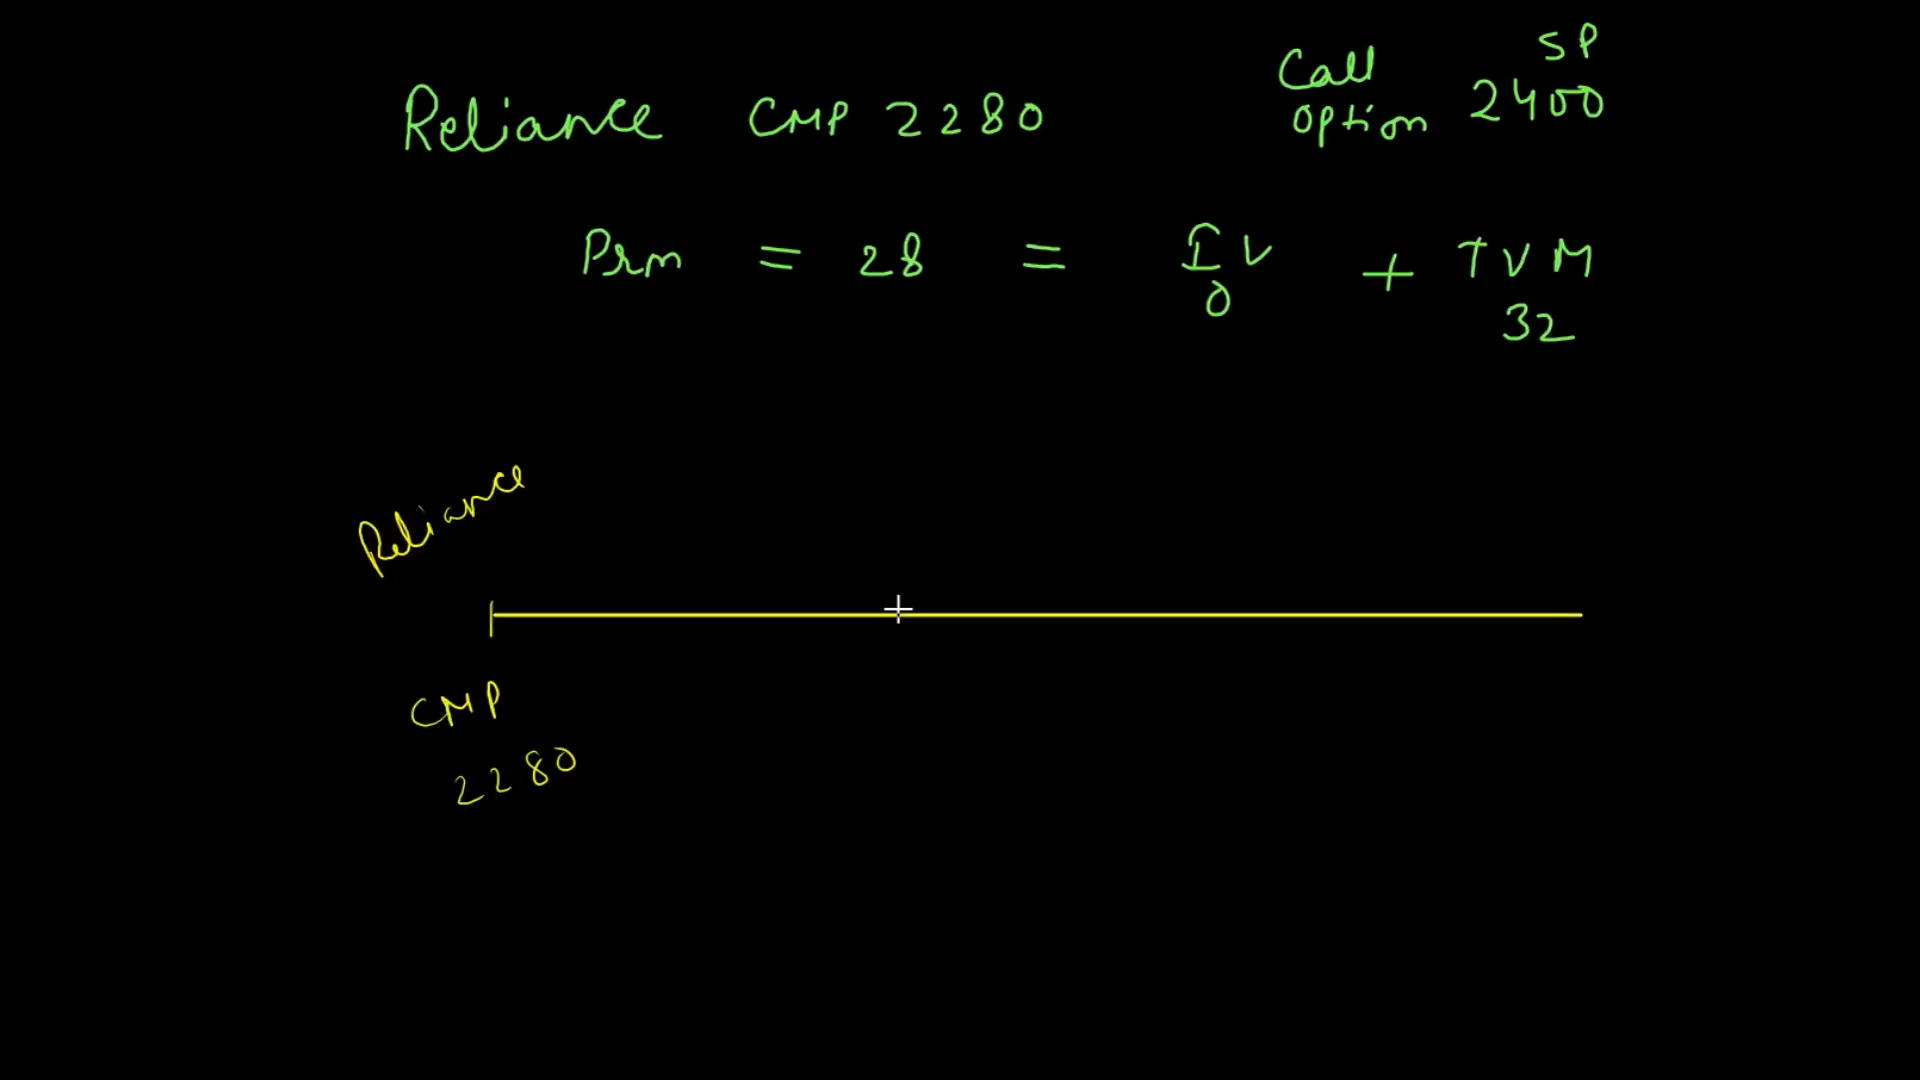 Reliance CMP 2280
Call Option SP 2400
Prm = 28 = IV + TVM
0 32
Reliance
CMP
2280